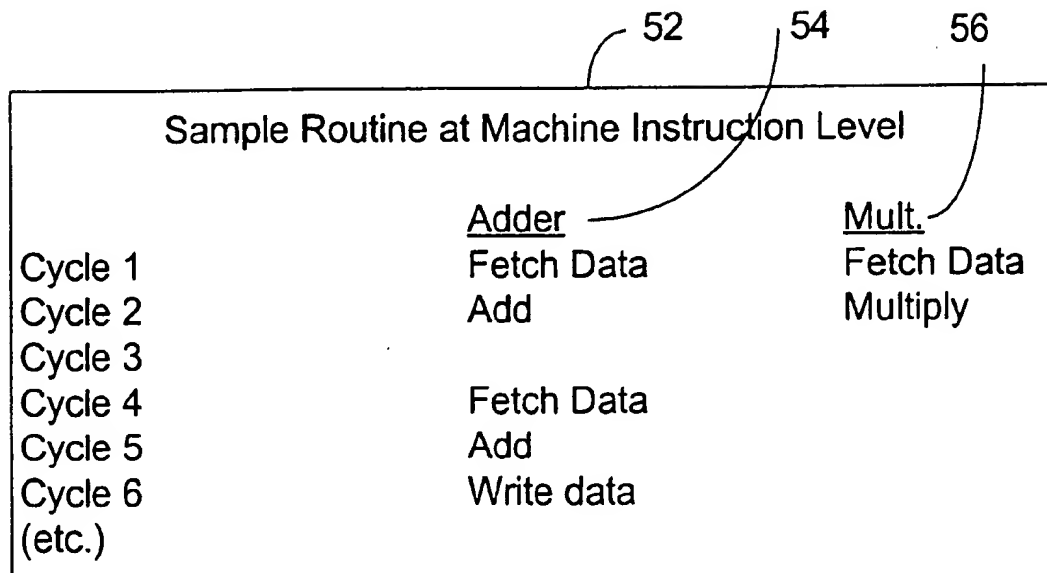 52 54 56
Sample Routine at Machine Instruction Level
Adder Mult.
Cycle 1 Fetch Data Fetch Data
Cycle 2 Add Multiply
Cycle 3
Cycle 4 Fetch Data
Cycle 5 Add
Cycle 6 Write data
(etc.)